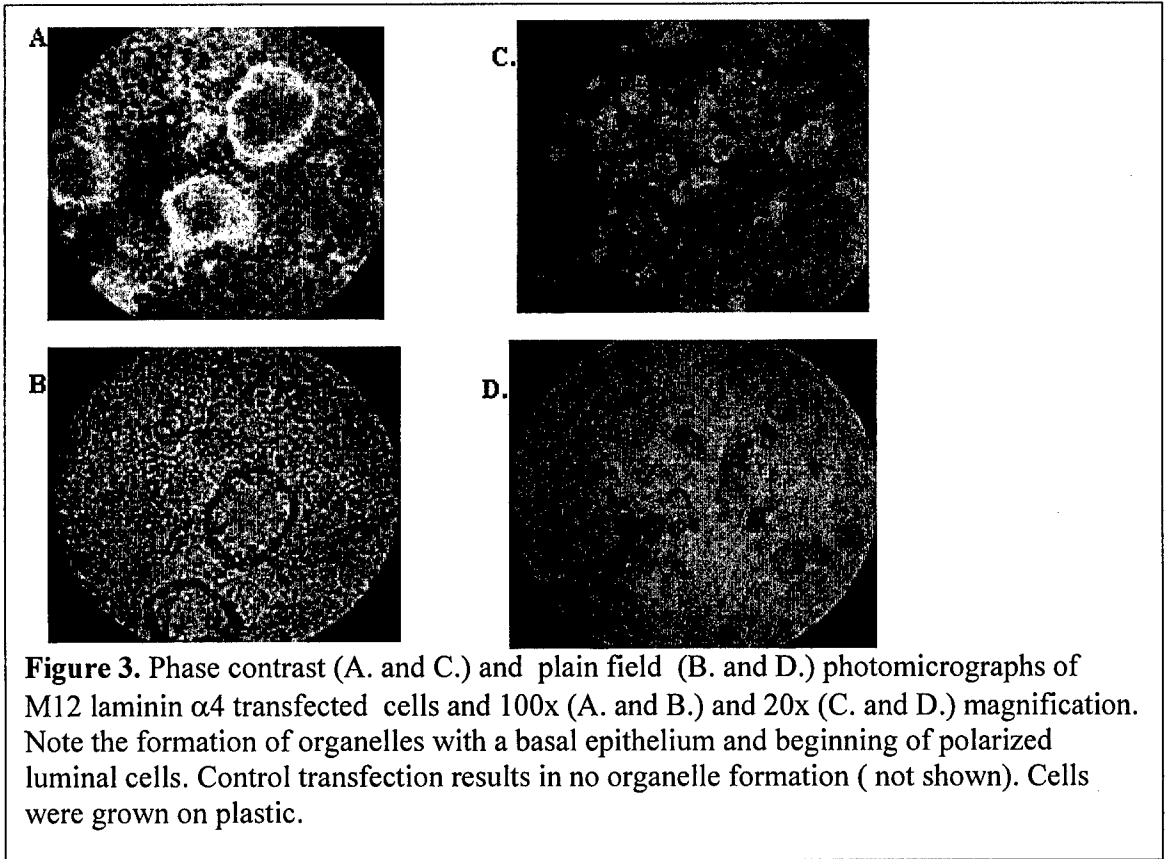 A
C.
B
D.
Figure 3. Phase contrast (A. and C.) and plain field (B. and D.) photomicrographs of
M12 laminin α4 transfected cells and 100x (A. and B.) and 20x (C. and D.) magnification.
Note the formation of organelles with a basal epithelium and beginning of polarized
luminal cells. Control transfection results in no organelle formation ( not shown). Cells
were grown on plastic.